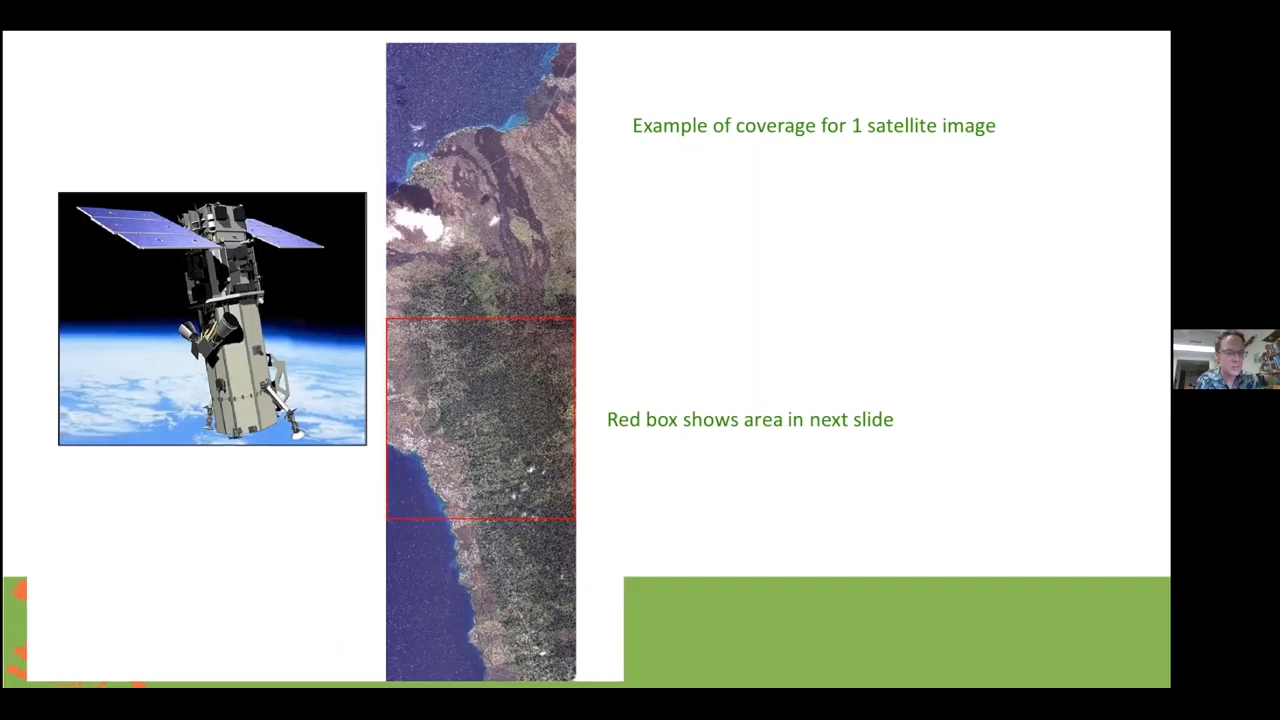 Example of coverage for 1 satellite image
Red box shows area in next slide